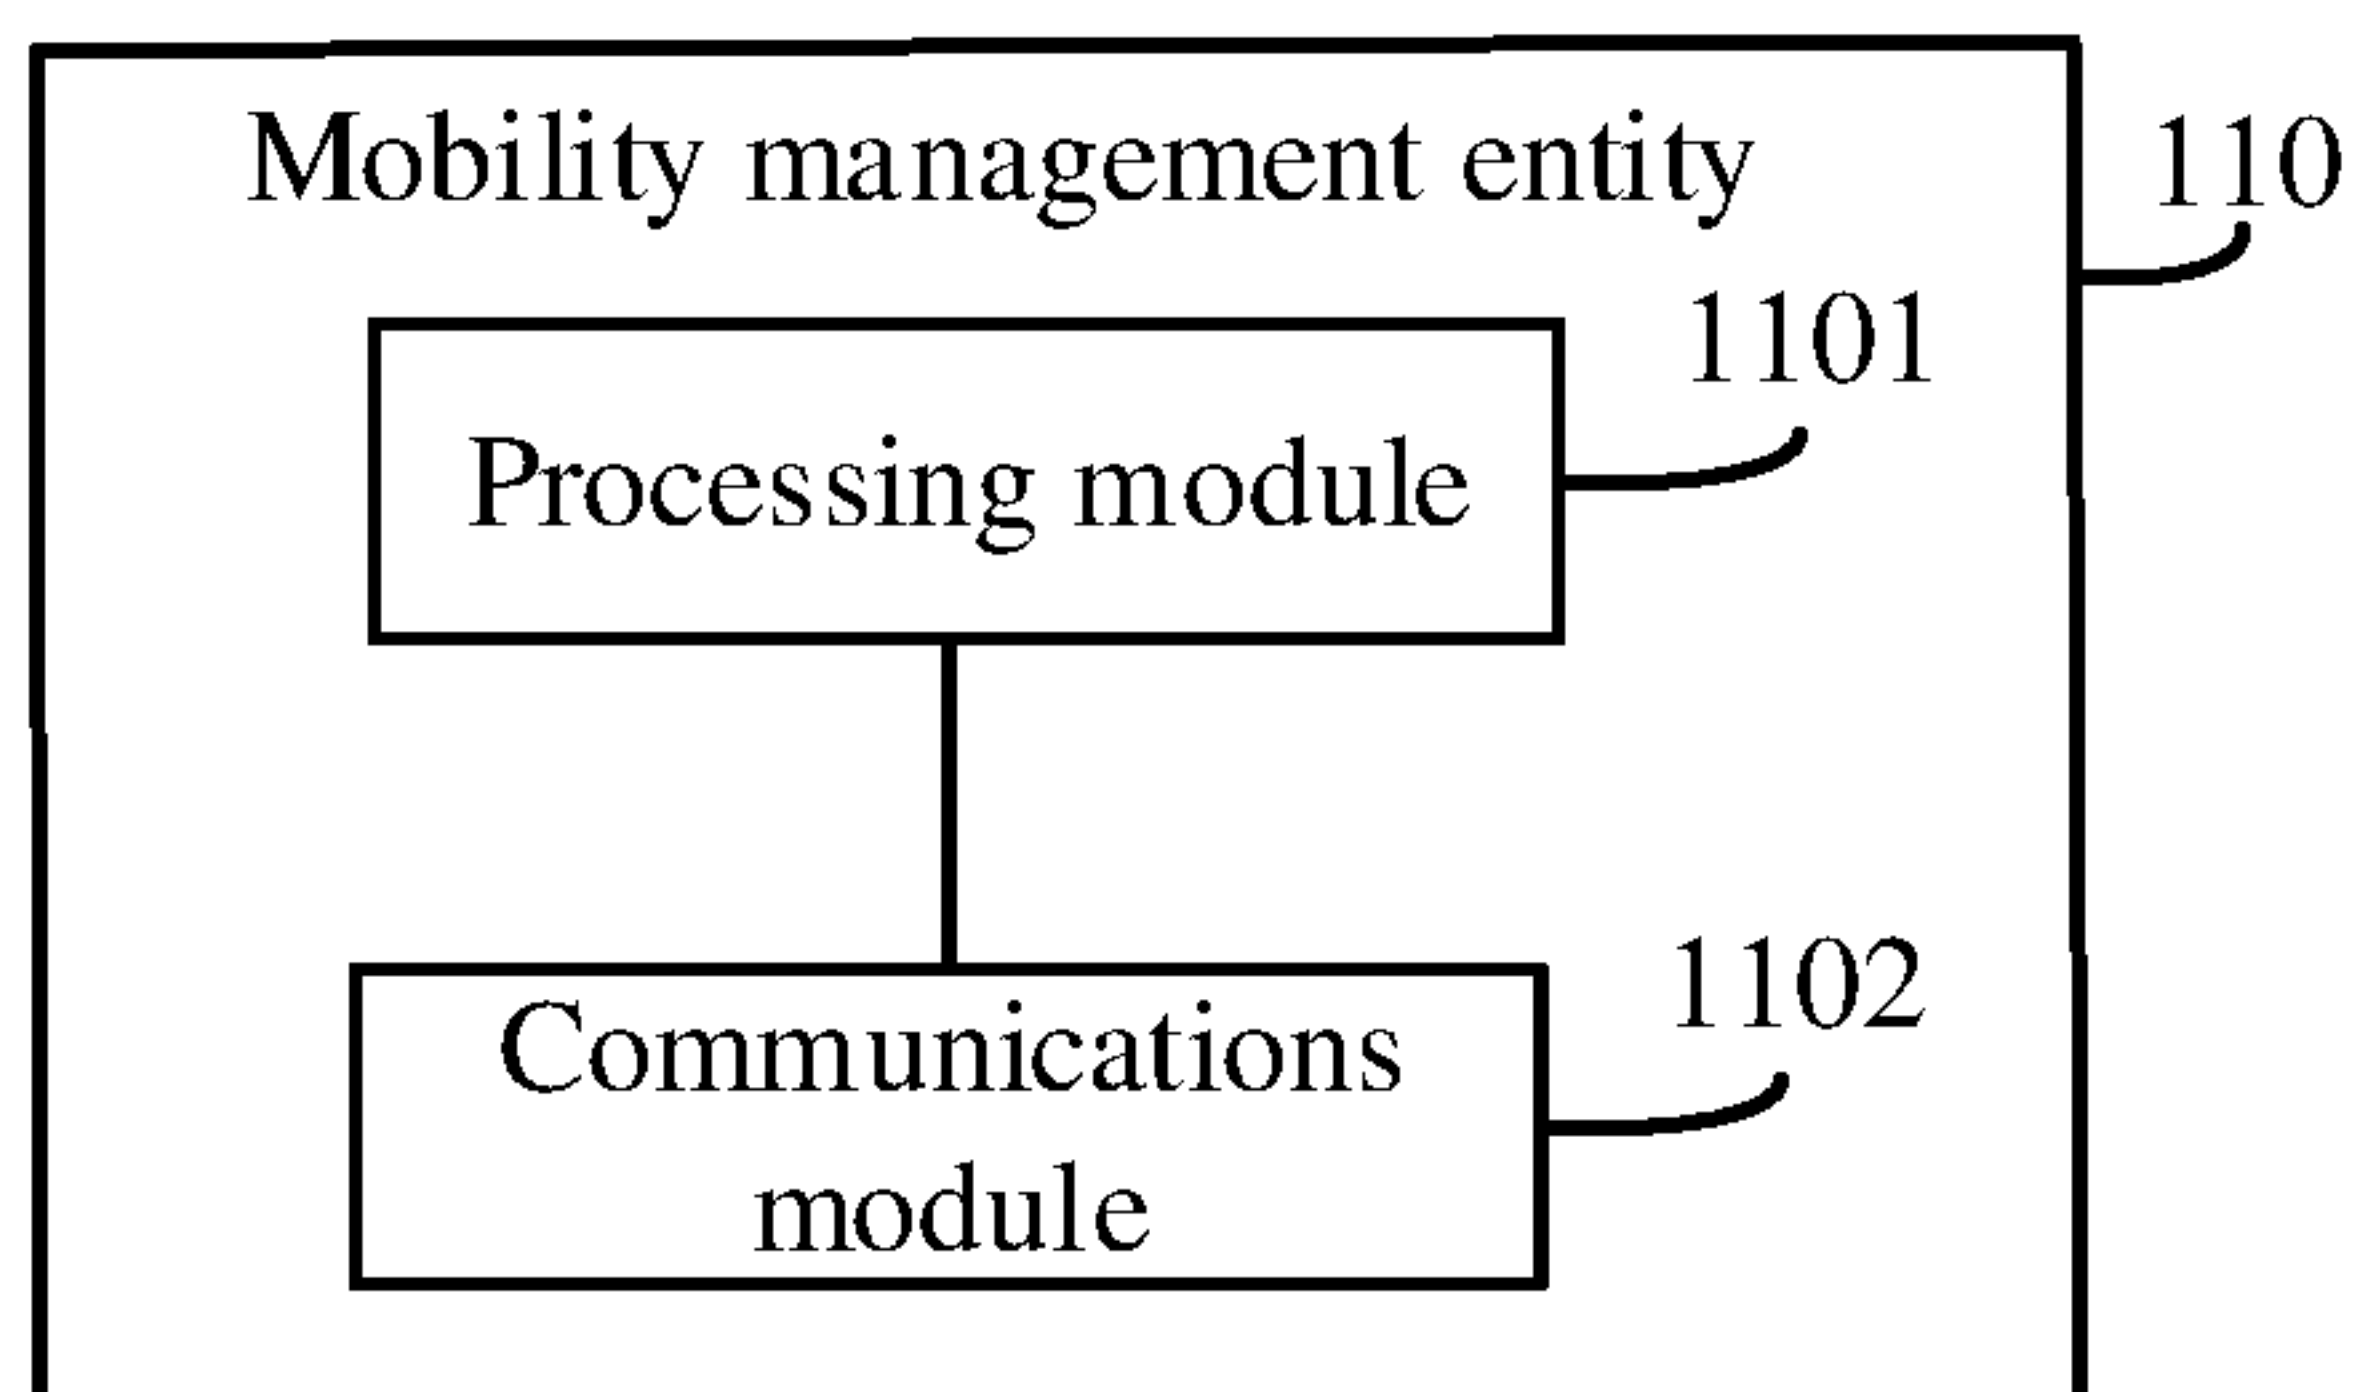 Mobility management entity
110
1101
Processing module
1102
Communications
module